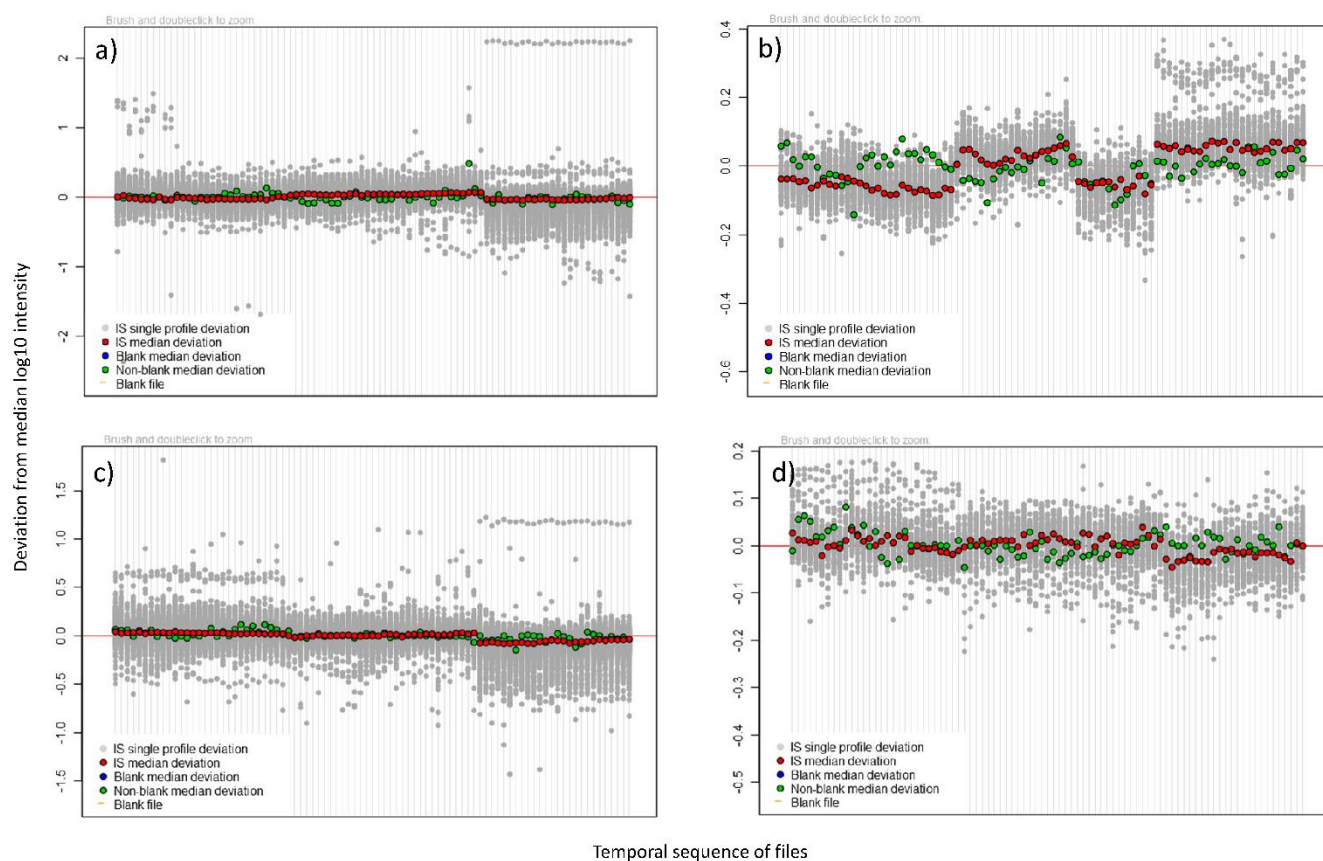 Brush and doubleclick to zoom.
a)
2
1
0
-1
-2
IS single profile deviation
IS median deviation
Blank median deviation
Non-blank median deviation
Blank file
Brush and doubleclick to zoom.
b)
0.4
0.2
0.0
-0.2
-0.4
-0.6
IS single profile deviation
IS median deviation
Blank median deviation
Non-blank median deviation
Blank file
Deviation from median log10 intensity
Brush and doubleclick to zoom.
c)
1.5
1.0
0.5
0.0
-0.5
-1.0
-1.5
IS single profile deviation
IS median deviation
Blank median deviation
Non-blank median deviation
Blank file
Brush and doubleclick to zoom.
d)
0.2
0.1
0.0
-0.1
-0.2
-0.3
-0.4
-0.5
IS single profile deviation
IS median deviation
Blank median deviation
Non-blank median deviation
Blank file
Temporal sequence of files